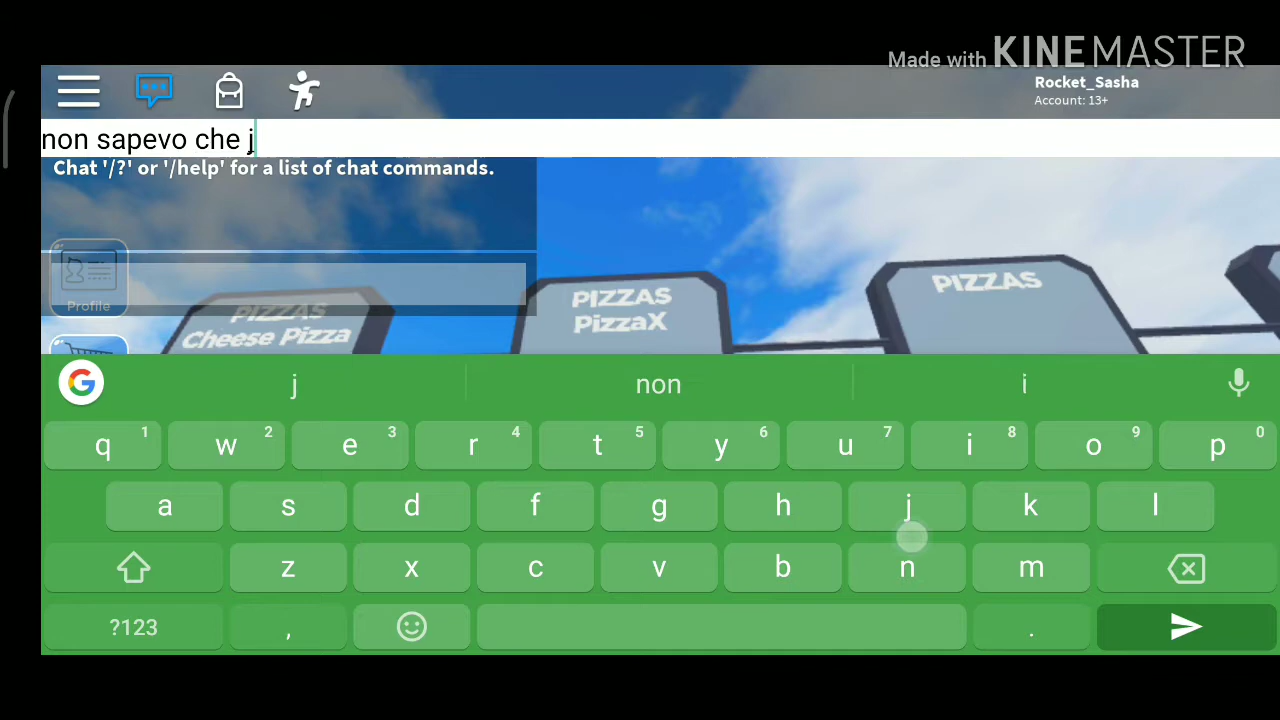 Made with KINEMASTER
Rocket_Sasha
Account: 13+
non sapevo che j
Chat '/?' or '/help' for a list of chat commands.
Profile
PIZZAS
Cheese Pizza
PIZZAS
PizzaX
PIZZAS
G
j non i
q 1 w 2 e 3 r 4 t 5 y 6 u 7 i 8 o 9 p 0
a s d f g h j k l
z x c v b n m
?123 , .